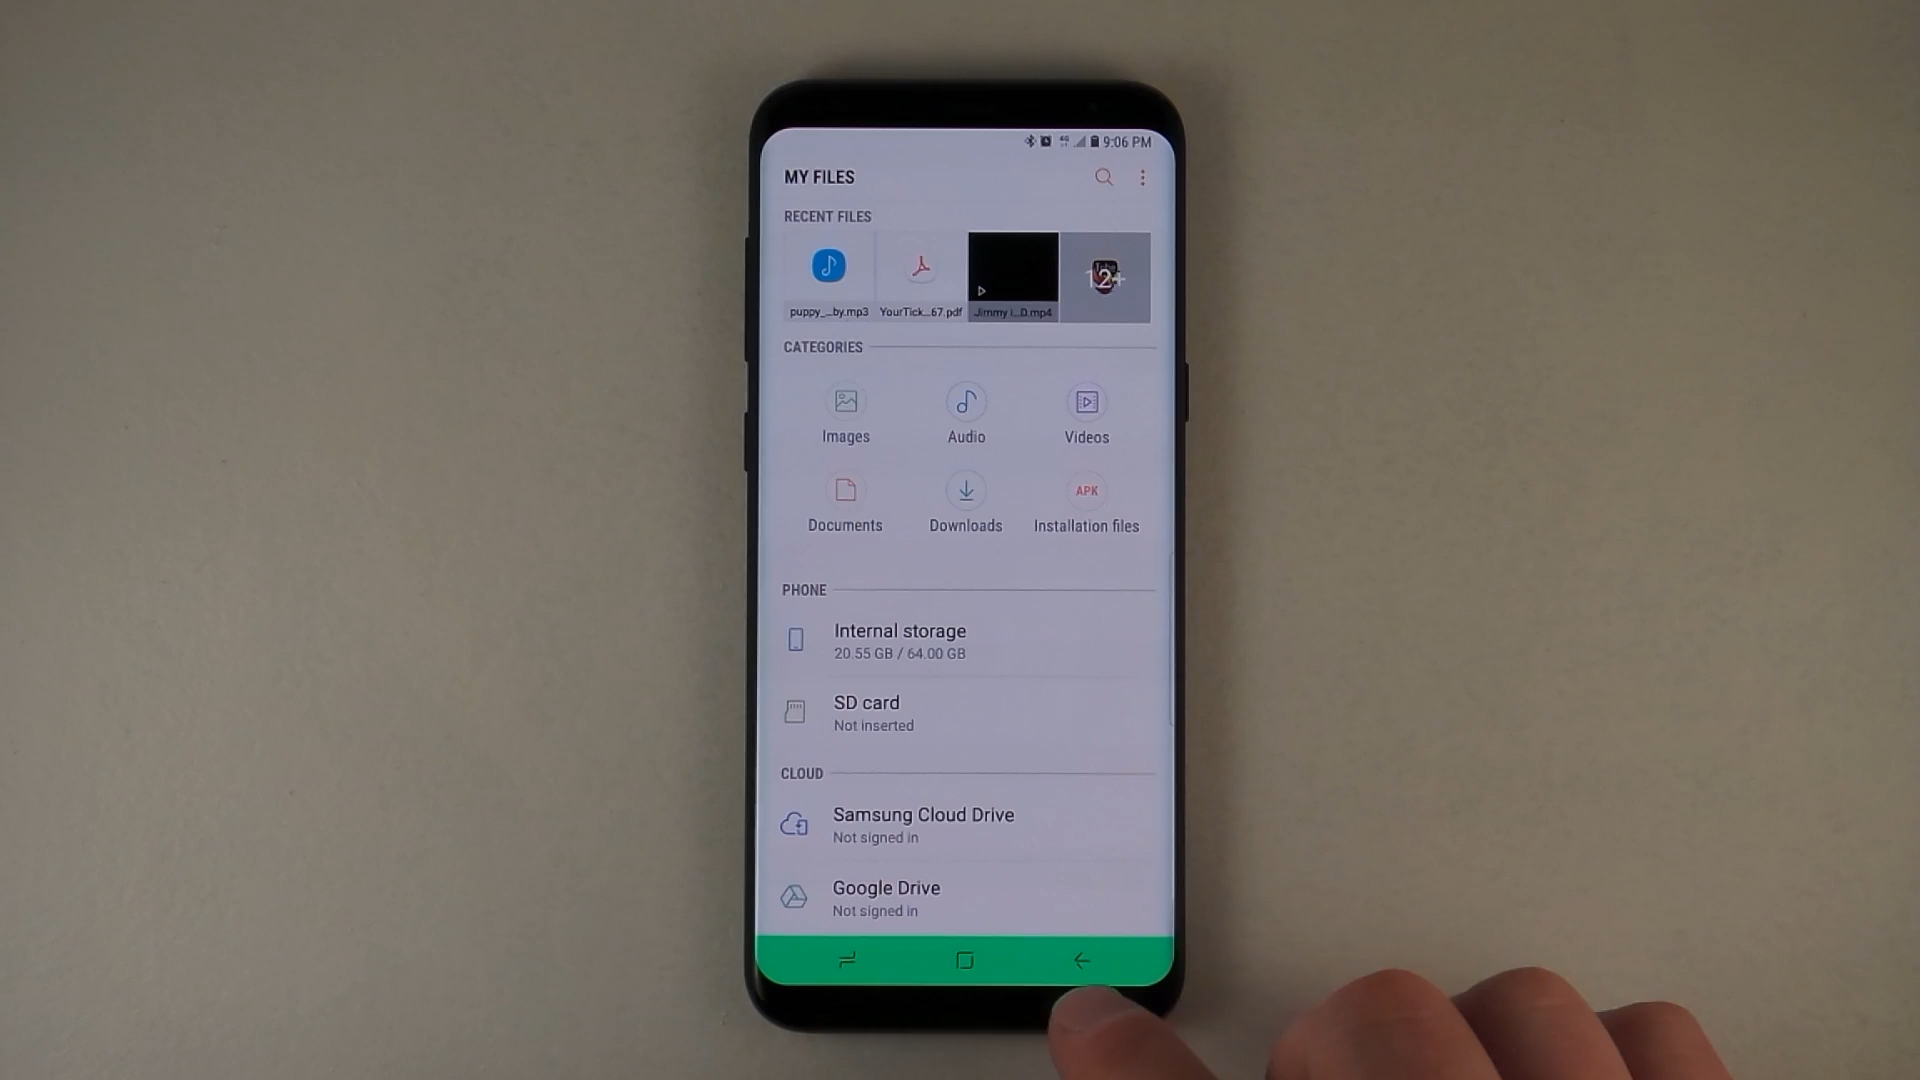 9:06 PM
MY FILES
RECENT FILES
12+
puppy_...by.mp3 YourTick...67.pdf Jimmy i...D.mp4
CATEGORIES
Images Audio Videos
APK
Documents Downloads Installation files
PHONE
Internal storage
20.55 GB / 64.00 GB
SD card
Not inserted
CLOUD
Samsung Cloud Drive
Not signed in
Google Drive
Not signed in